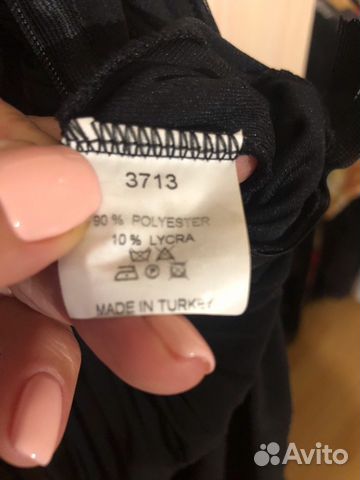 3713
90 % POLYESTER
10 % LYCRA
MADE IN TURKEY
Avito